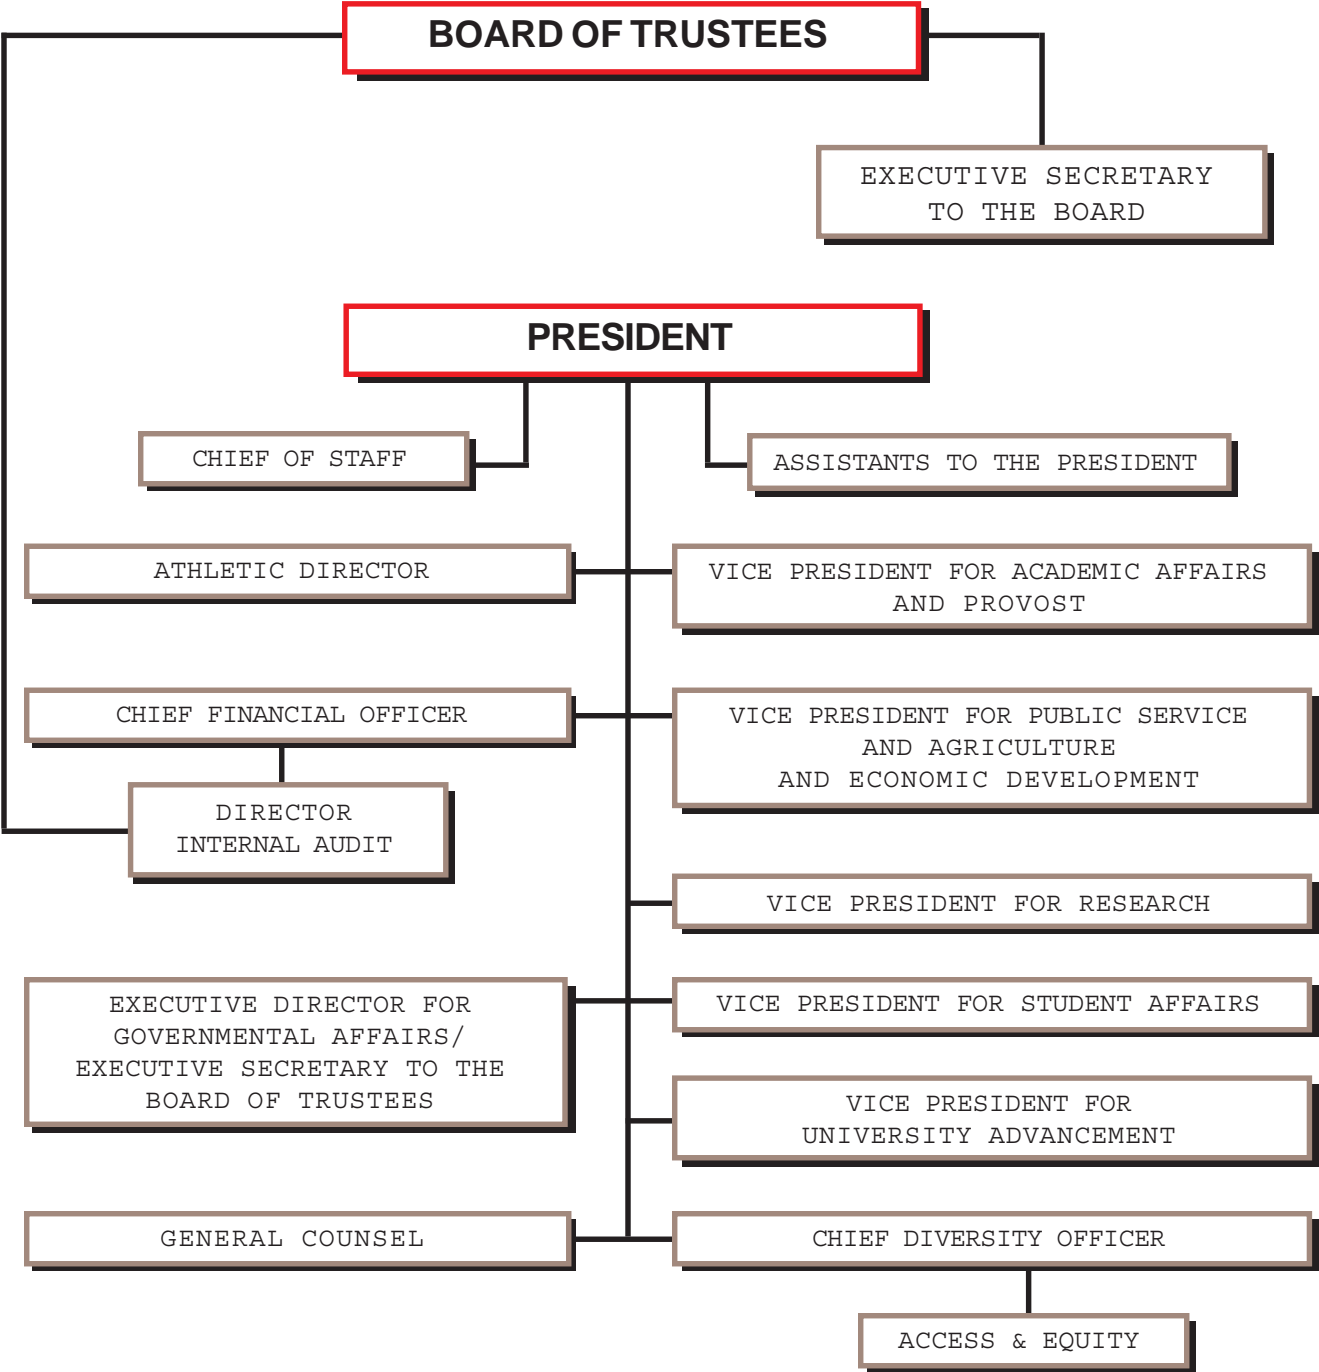 BOARD OF TRUSTEES
EXECUTIVE SECRETARY
TO THE BOARD
PRESIDENT
CHIEF OF STAFF
ASSISTANTS TO THE PRESIDENT
ATHLETIC DIRECTOR
VICE PRESIDENT FOR ACADEMIC AFFAIRS
AND PROVOST
CHIEF FINANCIAL OFFICER
VICE PRESIDENT FOR PUBLIC SERVICE
AND AGRICULTURE
AND ECONOMIC DEVELOPMENT
DIRECTOR
INTERNAL AUDIT
VICE PRESIDENT FOR RESEARCH
EXECUTIVE DIRECTOR FOR
GOVERNMENTAL AFFAIRS/
EXECUTIVE SECRETARY TO THE
BOARD OF TRUSTEES
VICE PRESIDENT FOR STUDENT AFFAIRS
VICE PRESIDENT FOR
UNIVERSITY ADVANCEMENT
GENERAL COUNSEL
CHIEF DIVERSITY OFFICER
ACCESS & EQUITY